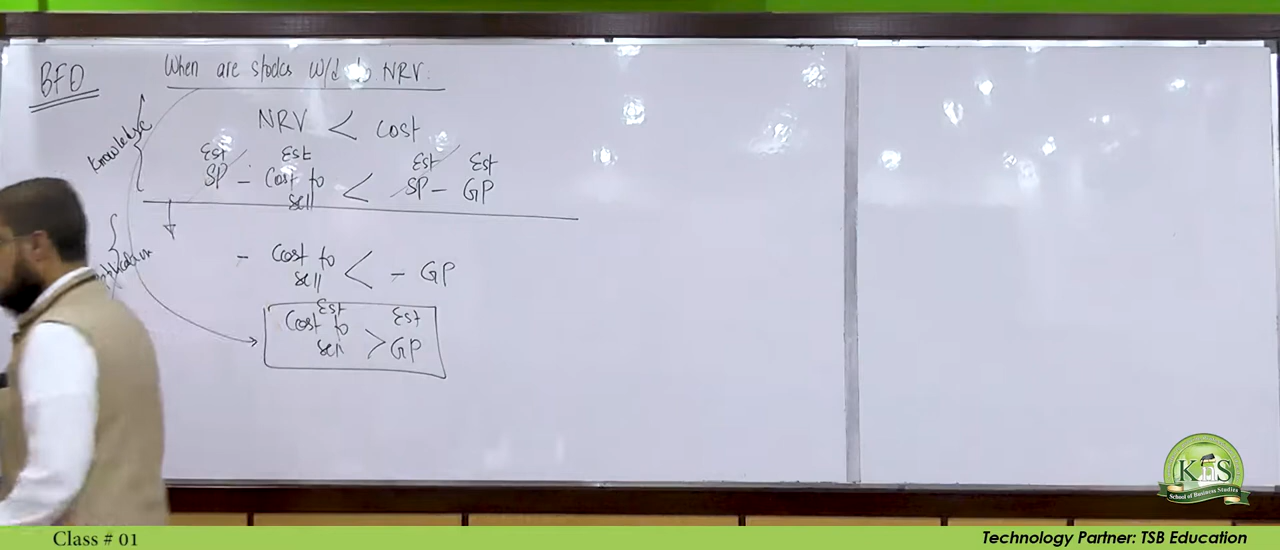 BFD
When are stocks W/d to NRV:
Knowledge
NRV < Cost
Est Est Est Est
SP - Cost to sell < SP - GP
Application
- Cost to sell < - GP
Est Est
Cost to sell > GP
KnS
School of Business Studies
Class # 01
Technology Partner: TSB Education